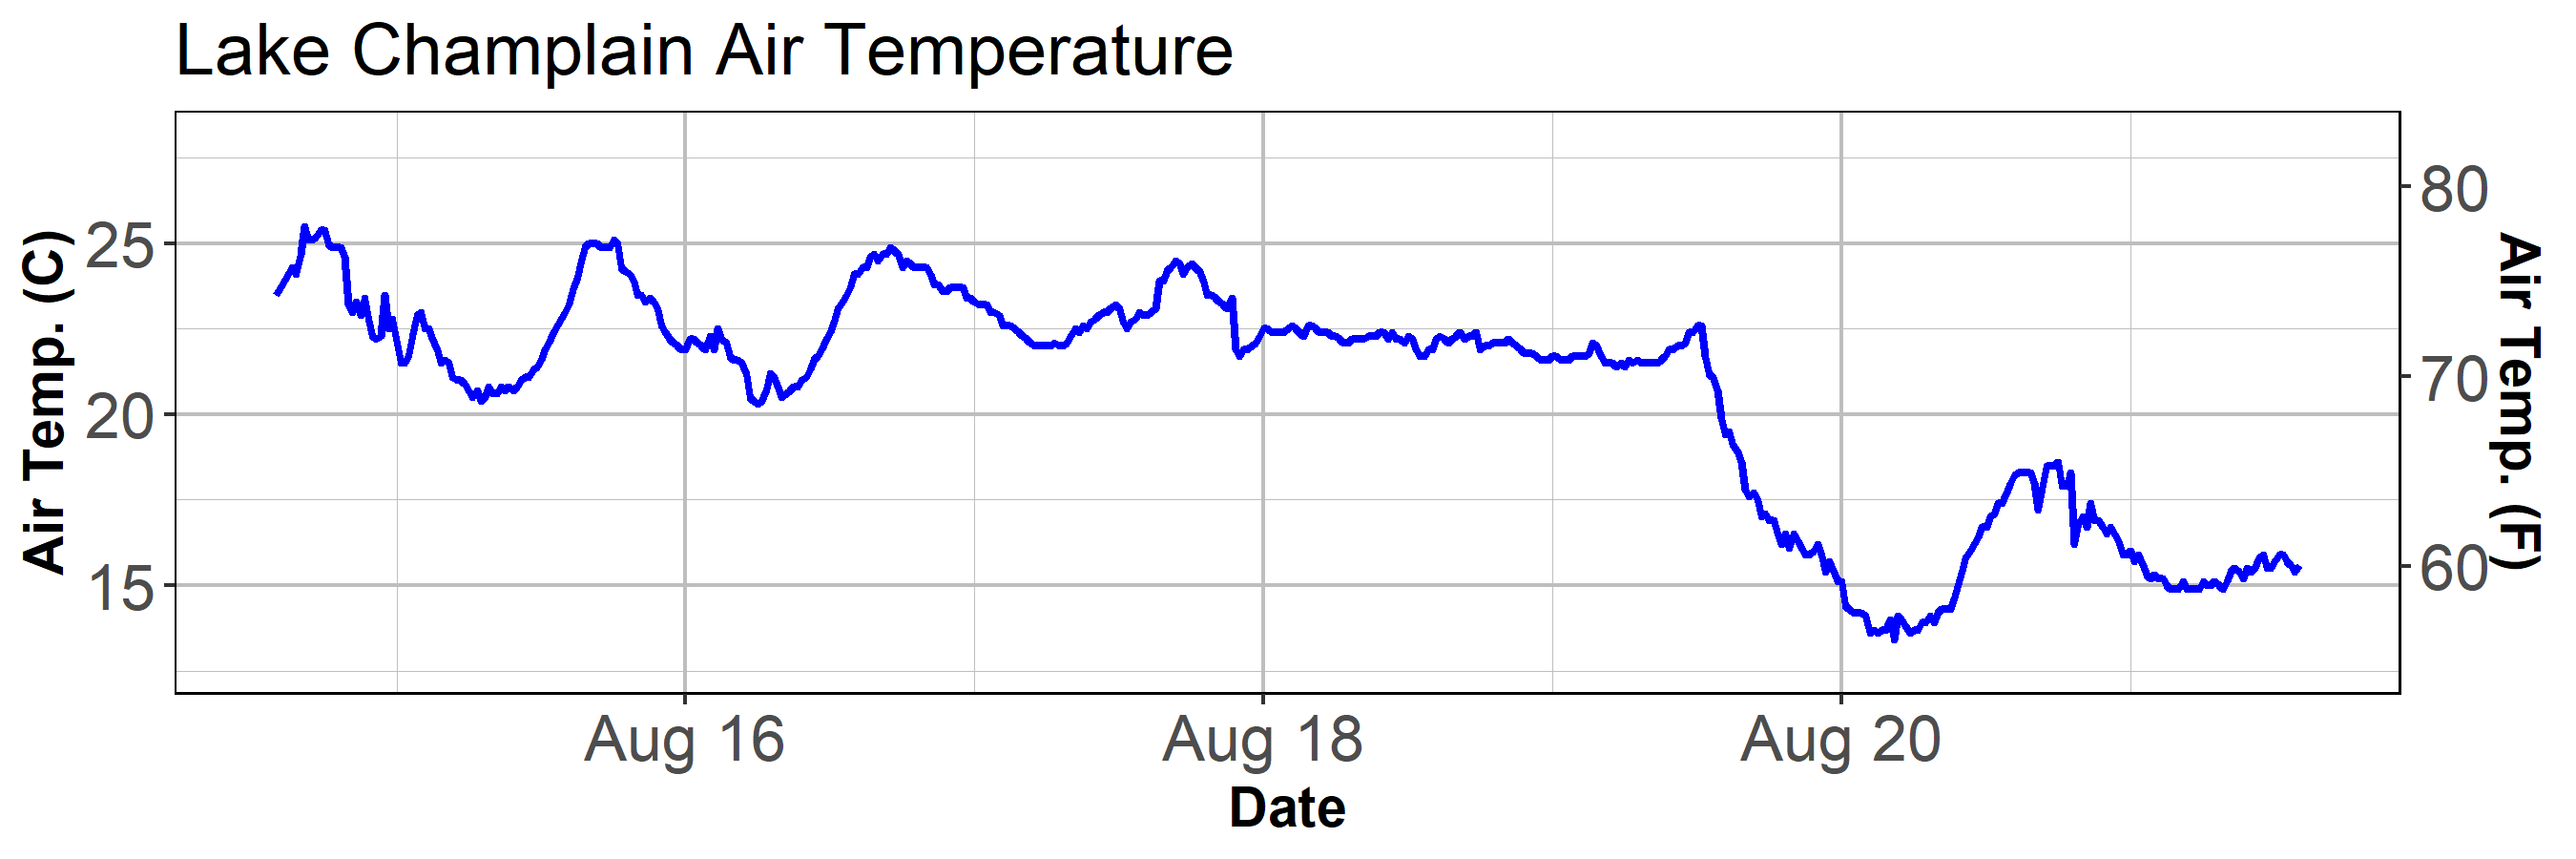 Lake Champlain Air Temperature
Air Temp. (C)
25
20
15
80
70
60
Air Temp. (F)
Aug 16 Aug 18 Aug 20
Date